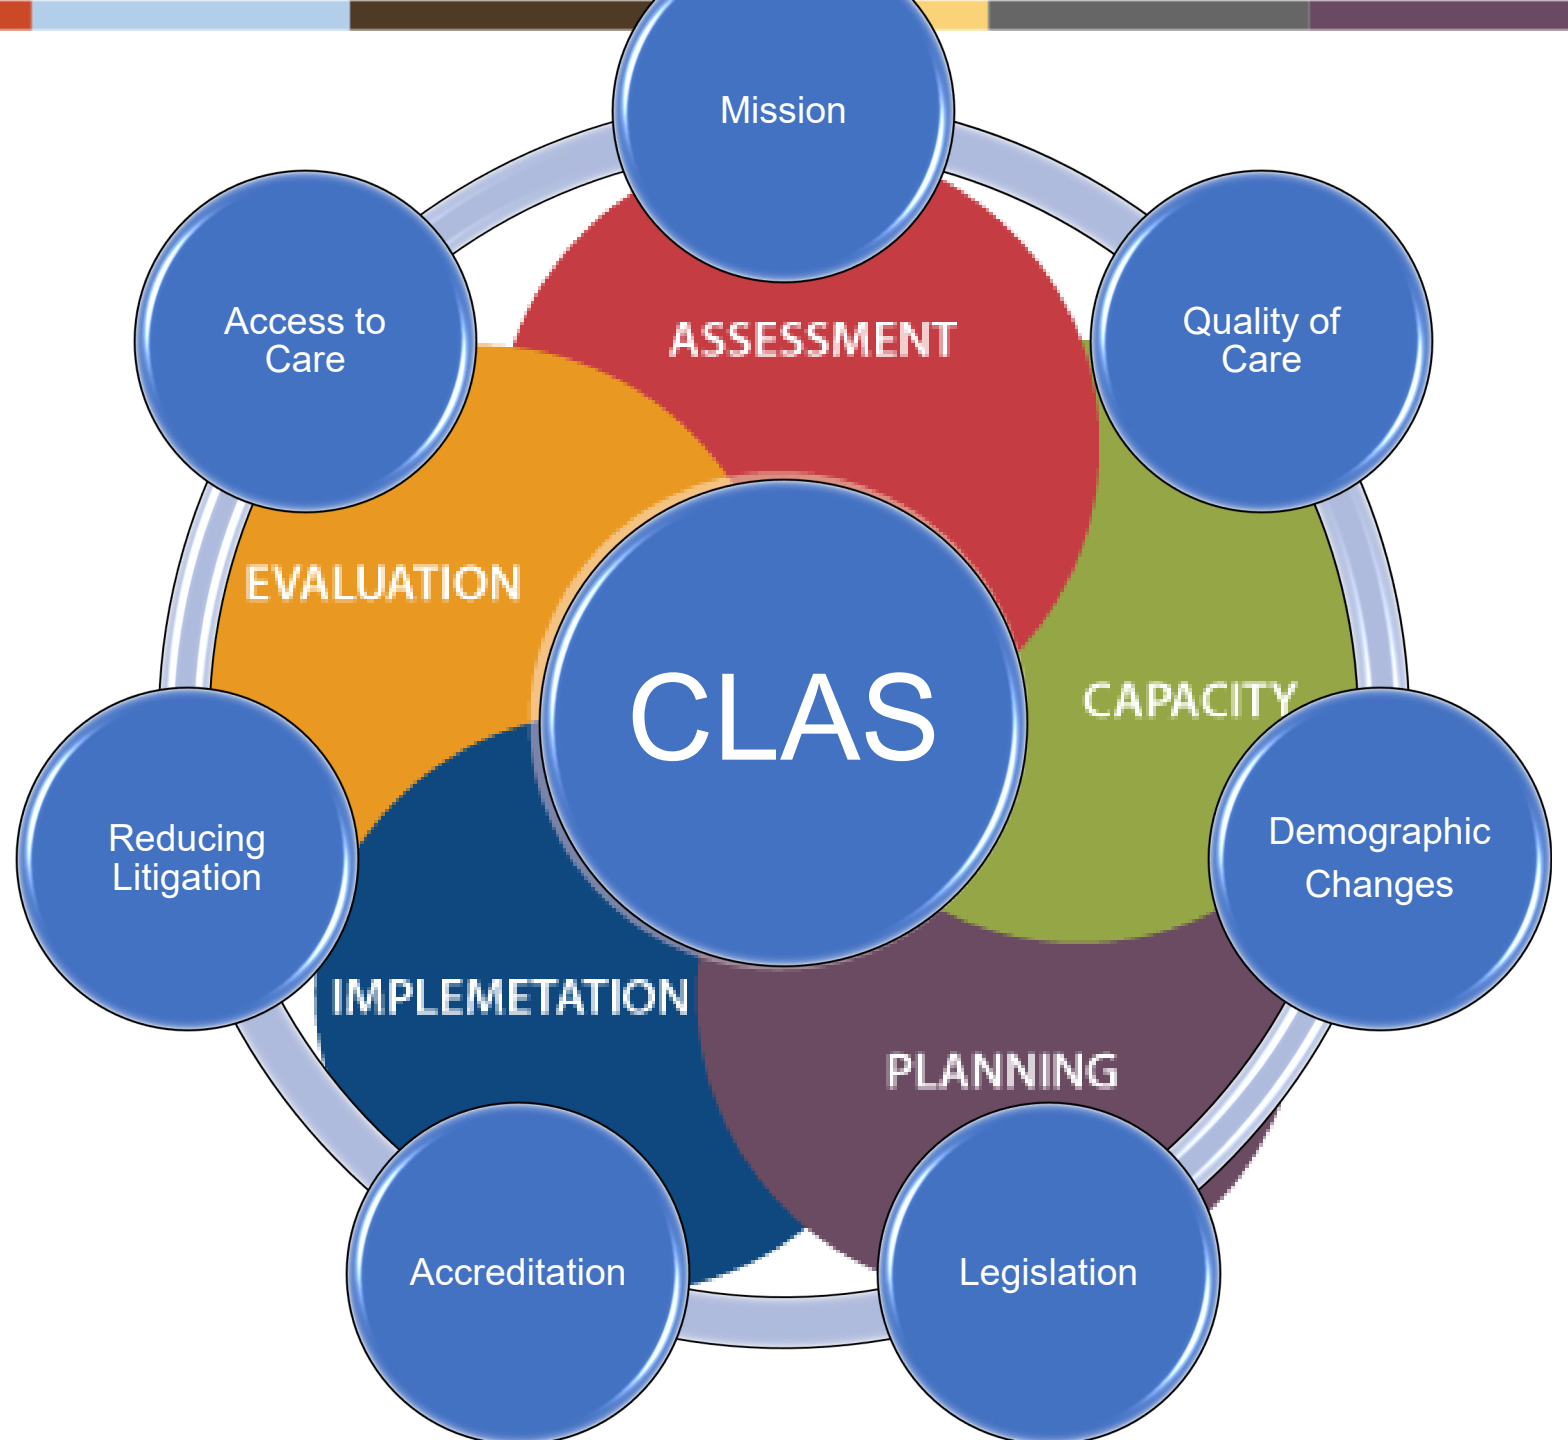 Mission
Access to
Care
Quality of
Care
ASSESSMENT
EVALUATION
CLAS
CAPACITY
Reducing
Litigation
Demographic
Changes
IMPLEMETATION
PLANNING
Accreditation
Legislation